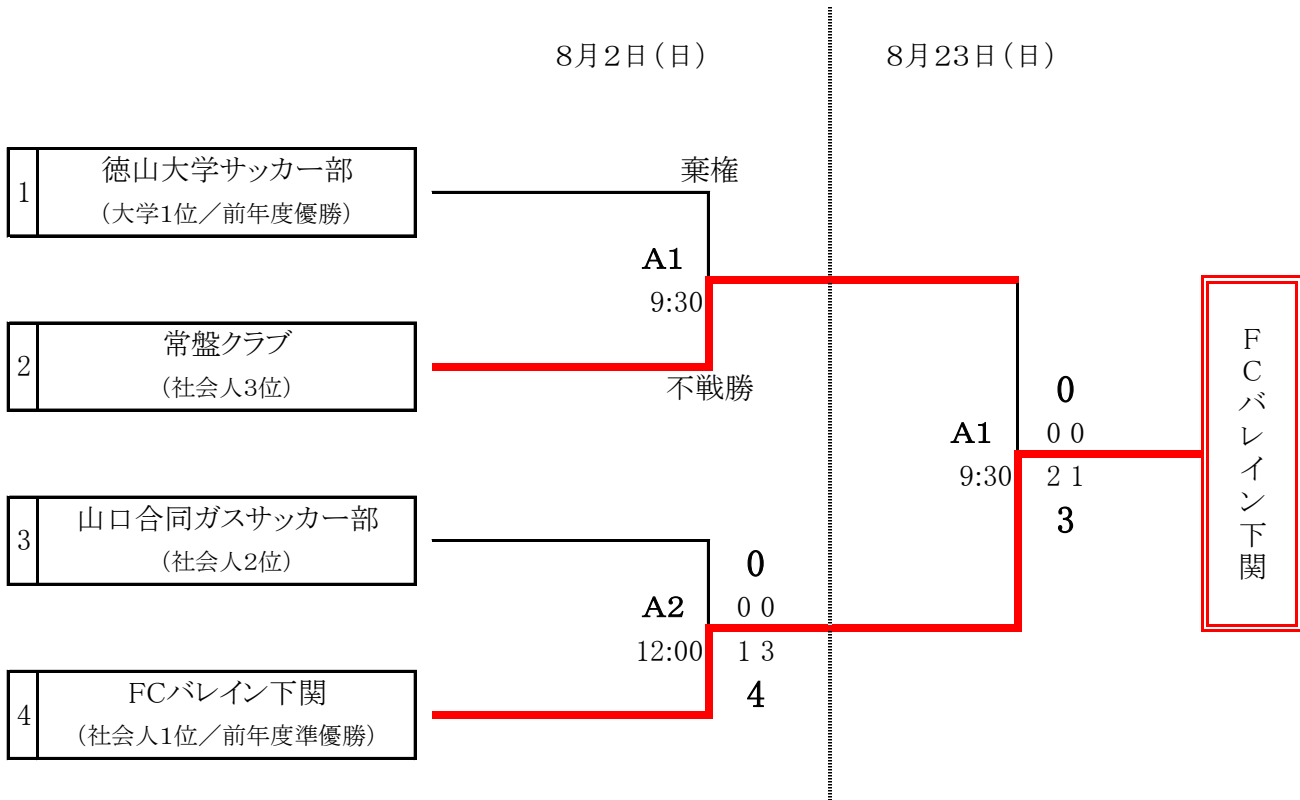 8月2日(日)
8月23日(日)
1
徳山大学サッカー部
(大学1位/前年度優勝)
棄権
A1
9:30
2
常盤クラブ
(社会人3位)
不戦勝
3
山口合同ガスサッカー部
(社会人2位)
0
A2
0 0
12:00
1 3
4
4
FCバレイン下関
(社会人1位/前年度準優勝)
0
A1
0 0
9:30
2 1
3
FCバレイン下関